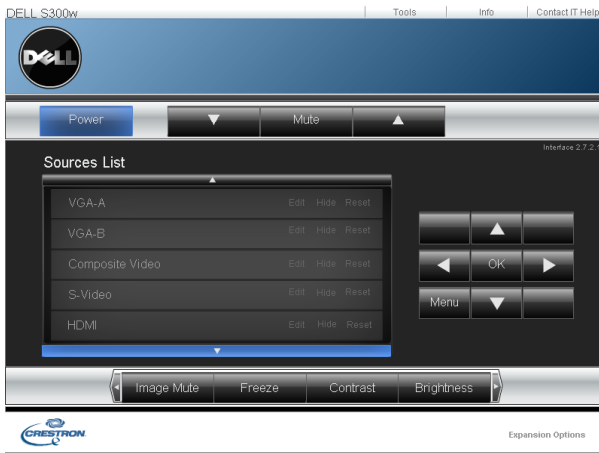 DELL S300w Tools Info Contact IT Help
DELL
Power Mute
Interface 2.7.2.
Sources List
VGA-A Edit Hide Reset
VGA-B Edit Hide Reset
Composite Video Edit Hide Reset
S-Video Edit Hide Reset
HDMI Edit Hide Reset
OK
Menu
Image Mute Freeze Contrast Brightness
CRESTRON Expansion Options